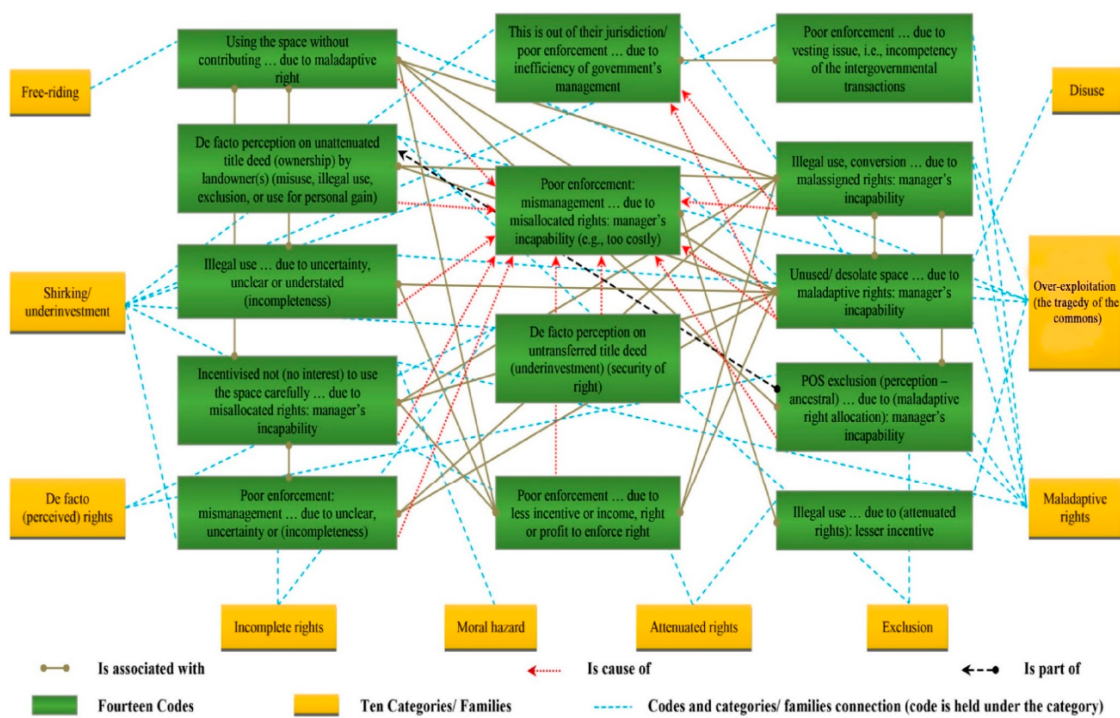 Free-riding
Shirking/
underinvestment
De facto
(perceived) rights
Using the space without
contributing … due to maladaptive
right
De facto perception on unattenuated
title deed (ownership) by
landowner(s) (misuse, illegal use,
exclusion, or use for personal gain)
Illegal use … due to uncertainty,
unclear or understated
(incompleteness)
Incentivised not (no interest) to use
the space carefully … due to
misallocated rights: manager's
incapability
Poor enforcement:
mismanagement … due to unclear,
uncertainty or (incompleteness)
This is out of their jurisdiction/
poor enforcement … due to
inefficiency of government's
management
Poor enforcement:
mismanagement … due to
misallocated rights: manager's
incapability (e.g., too costly)
De facto perception on
untransferred title deed
(underinvestment) (security of
right)
Poor enforcement … due to
less incentive or income, right
or profit to enforce right
Poor enforcement … due to
vesting issue, i.e., incompetency
of the intergovernmental
transactions
Illegal use, conversion … due to
malassigned rights: manager's
incapability
Unused/ desolate space … due to
maladaptive rights: manager's
incapability
POS exclusion (perception –
ancestral) … due to (maladaptive
right allocation): manager's
incapability
Illegal use … due to (attenuated
rights): lesser incentive
Disuse
Over-exploitation
(the tragedy of the
commons)
Maladaptive
rights
Incomplete rights
Moral hazard
Attenuated rights
Exclusion
Is associated with
Is cause of
Is part of
Fourteen Codes
Ten Categories/ Families
Codes and categories/ families connection (code is held under the category)